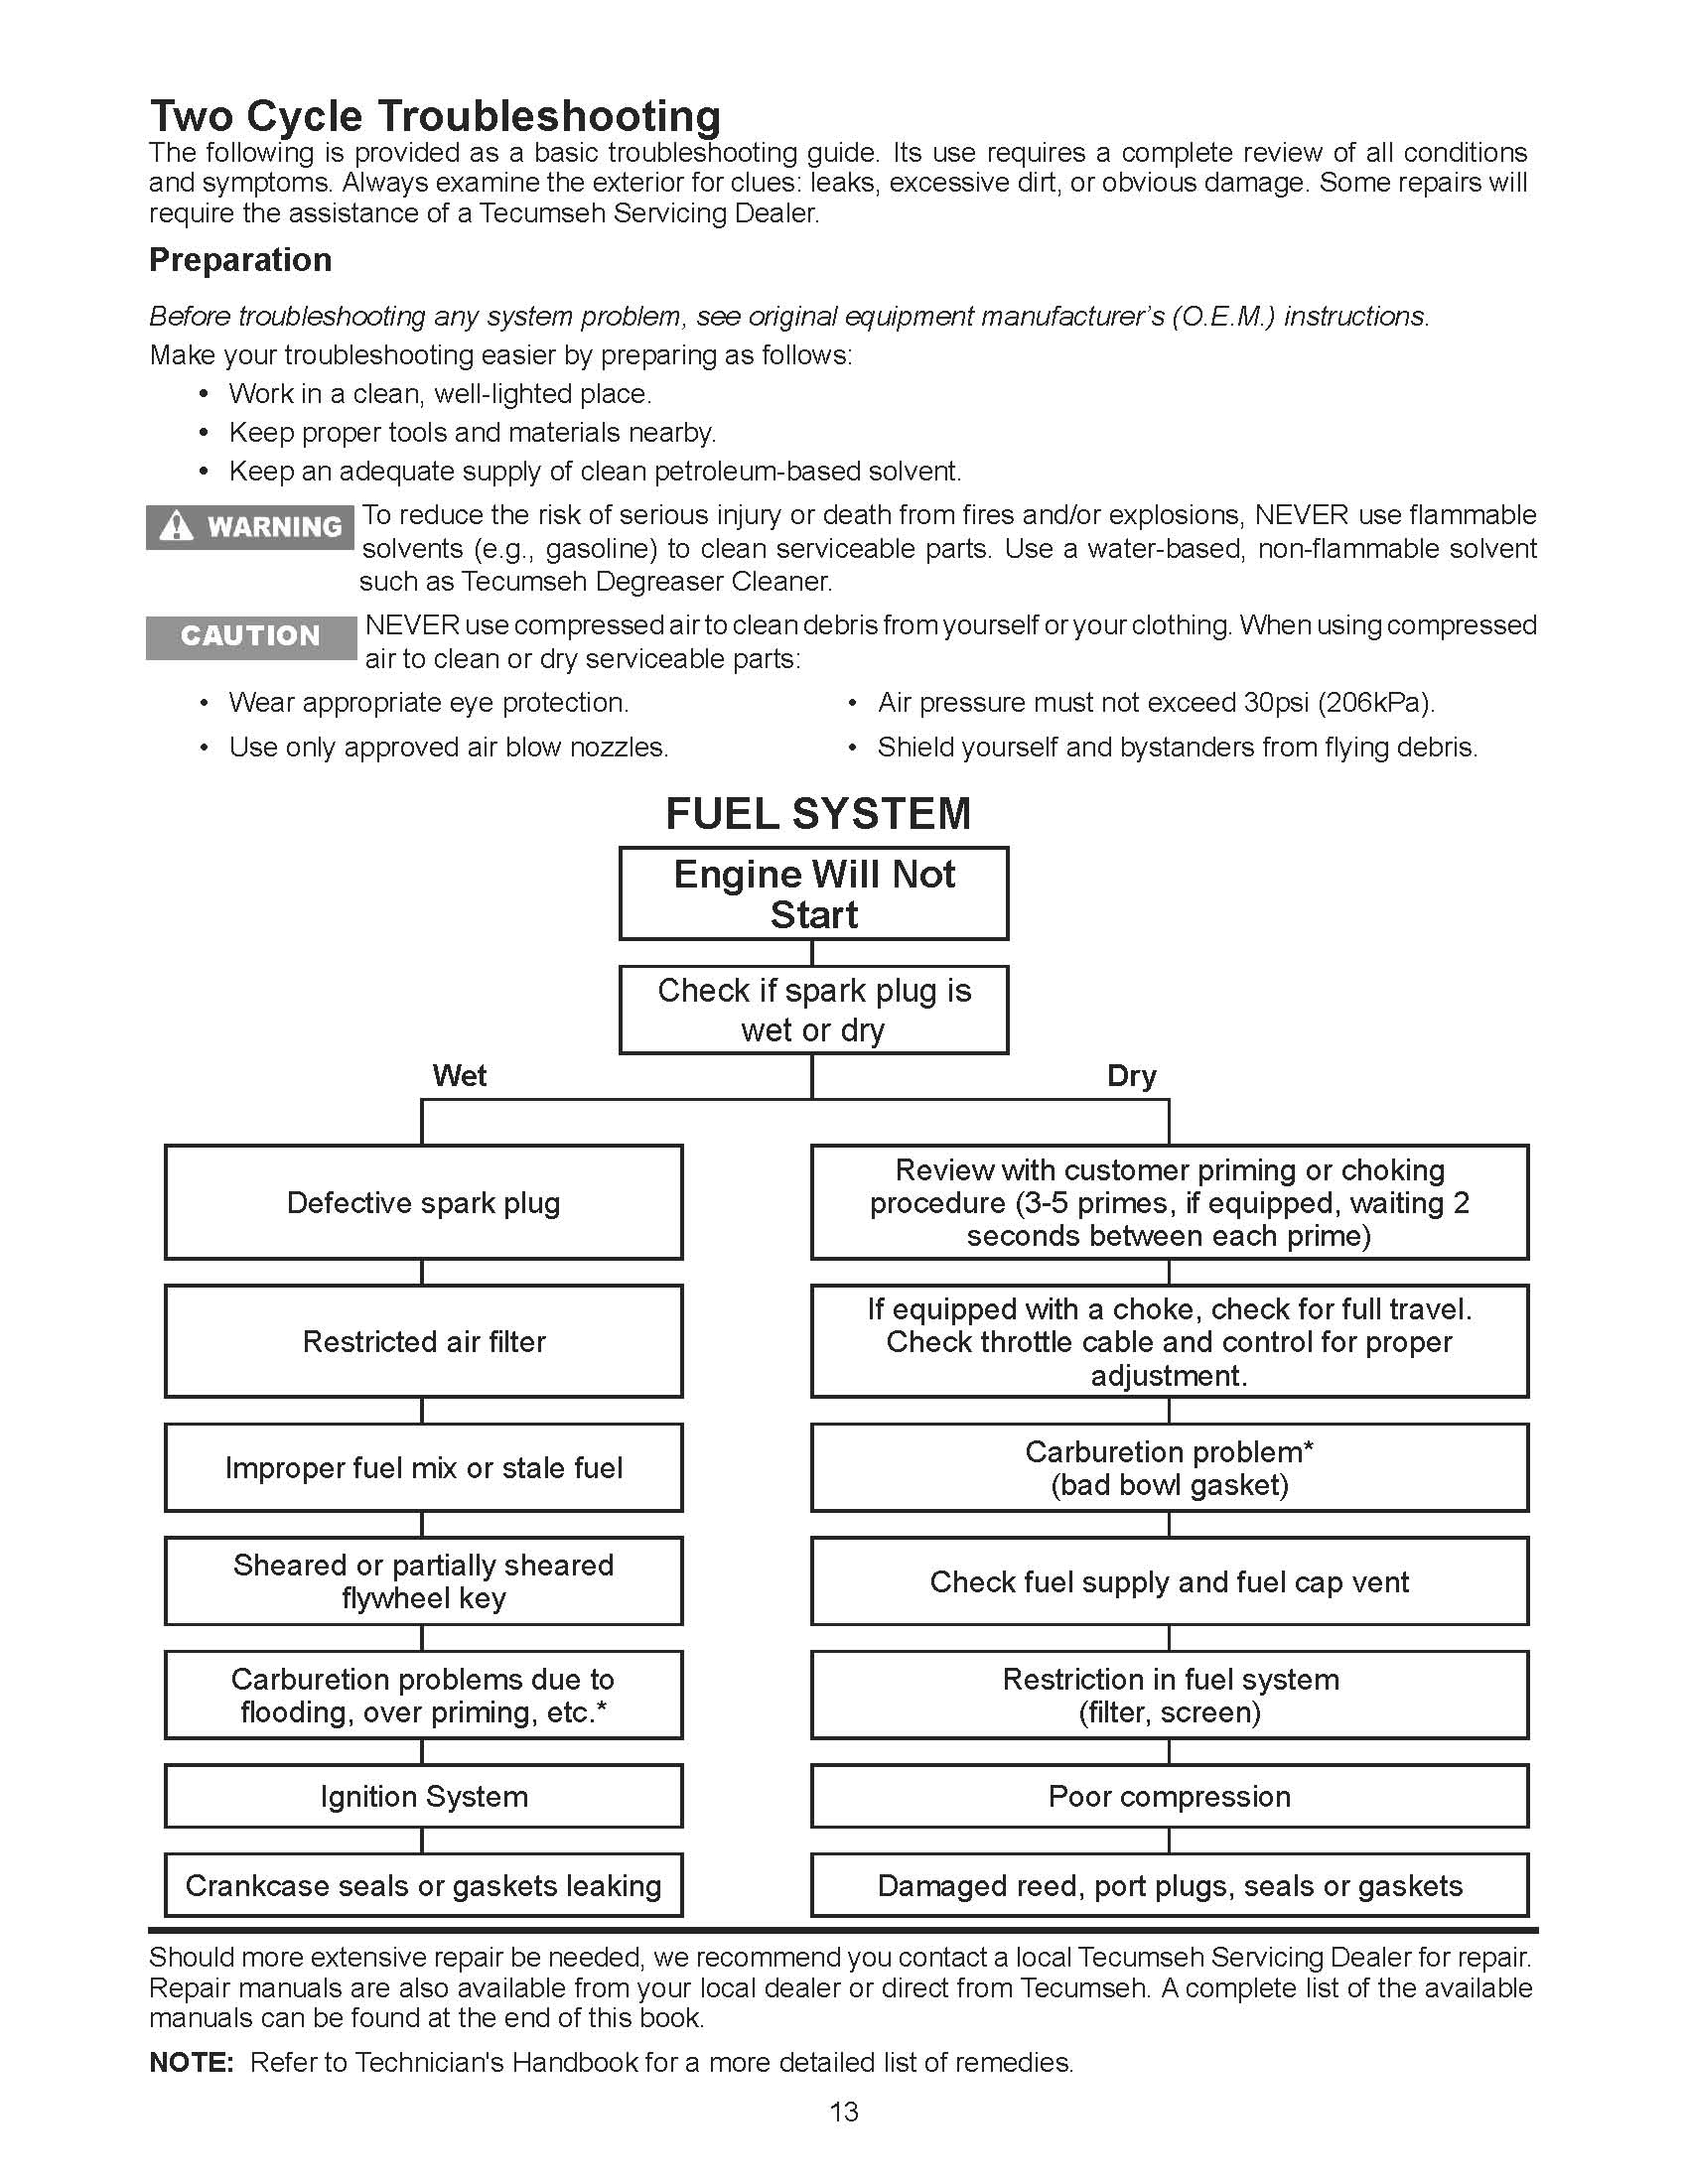 Two Cycle Troubleshooting
The following is provided as a basic troubleshooting guide. Its use requires a complete review of all conditions
and symptoms. Always examine the exterior for clues: leaks, excessive dirt, or obvious damage. Some repairs will
require the assistance of a Tecumseh Servicing Dealer.
Preparation
Before troubleshooting any system problem, see original equipment manufacturer's (O.E.M.) instructions.
Make your troubleshooting easier by preparing as follows:
• Work in a clean, well-lighted place.
• Keep proper tools and materials nearby.
• Keep an adequate supply of clean petroleum-based solvent.
WARNING To reduce the risk of serious injury or death from fires and/or explosions, NEVER use flammable
solvents (e.g., gasoline) to clean serviceable parts. Use a water-based, non-flammable solvent
such as Tecumseh Degreaser Cleaner.
CAUTION NEVER use compressed air to clean debris from yourself or your clothing. When using compressed
air to clean or dry serviceable parts:
• Wear appropriate eye protection.
• Use only approved air blow nozzles.
• Air pressure must not exceed 30psi (206kPa).
• Shield yourself and bystanders from flying debris.
FUEL SYSTEM
Engine Will Not
Start
Check if spark plug is
wet or dry
Wet
Defective spark plug
Restricted air filter
Improper fuel mix or stale fuel
Sheared or partially sheared
flywheel key
Carburetion problems due to
flooding, over priming, etc.*
Ignition System
Crankcase seals or gaskets leaking
Dry
Review with customer priming or choking
procedure (3-5 primes, if equipped, waiting 2
seconds between each prime)
If equipped with a choke, check for full travel.
Check throttle cable and control for proper
adjustment.
Carburetion problem*
(bad bowl gasket)
Check fuel supply and fuel cap vent
Restriction in fuel system
(filter, screen)
Poor compression
Damaged reed, port plugs, seals or gaskets
Should more extensive repair be needed, we recommend you contact a local Tecumseh Servicing Dealer for repair.
Repair manuals are also available from your local dealer or direct from Tecumseh. A complete list of the available
manuals can be found at the end of this book.
NOTE: Refer to Technician's Handbook for a more detailed list of remedies.
13